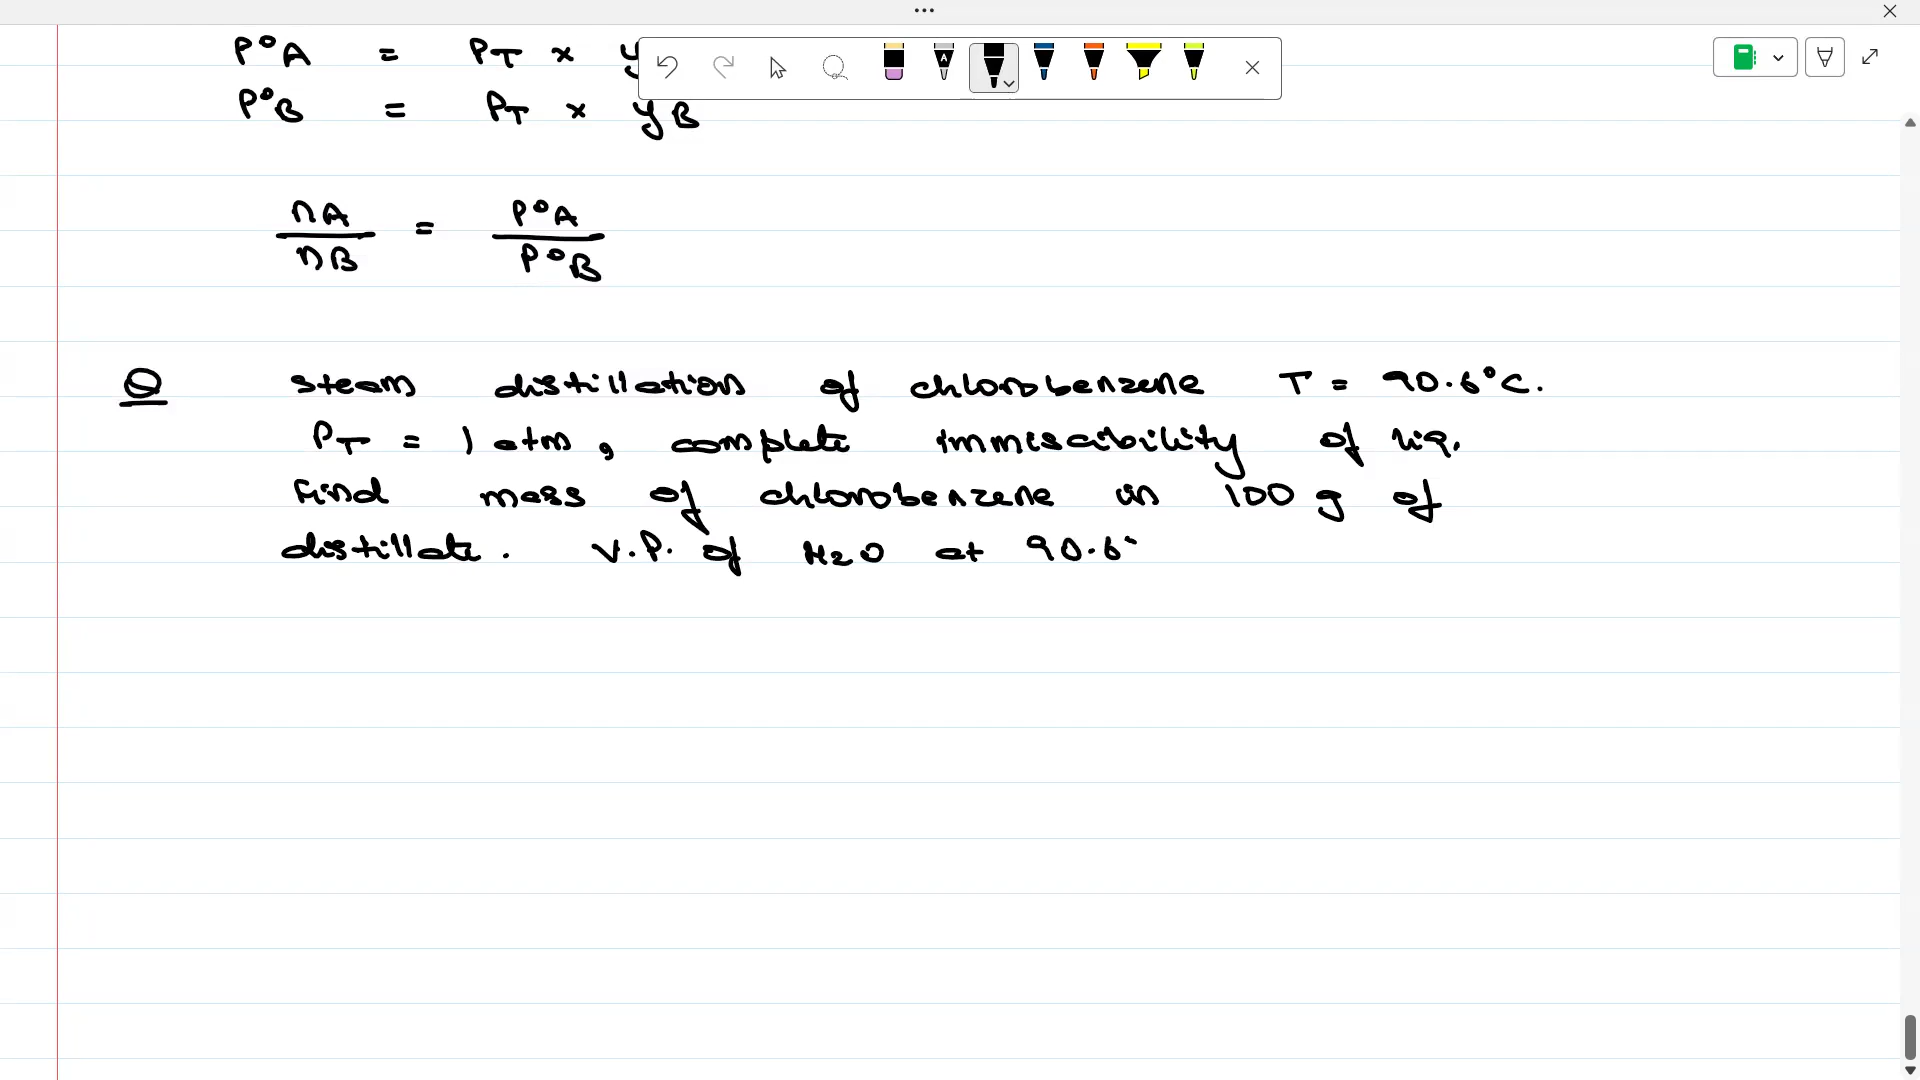 P°A = PT × y
P°B = PT × yB
nA / nB = P°A / P°B
Q steam distillation of chlorobenzene T = 90.6°C.
PT = 1 atm, complete immiscibility of liq.
Find mass of chlorobenzene in 100 g of
distillate. V.P. of H2O at 90.6°